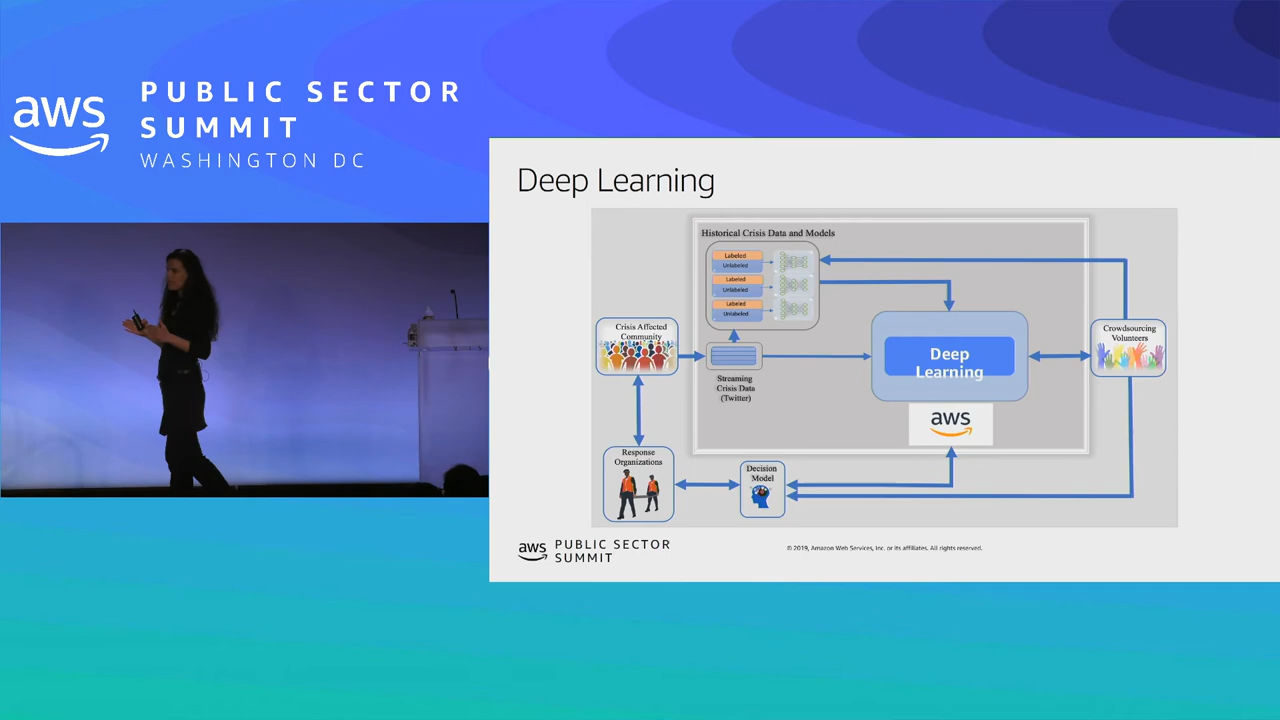 aws
PUBLIC SECTOR
SUMMIT
WASHINGTON DC
Deep Learning
Historical Crisis Data and Models
Labeled
Unlabeled
Labeled
Unlabeled
Labeled
Unlabeled
Crisis Affected
Community
Streaming
Crisis Data
(Twitter)
Deep
Learning
aws
Crowdsourcing
Volunteers
Response
Organizations
Decision
Model
aws
PUBLIC SECTOR
SUMMIT
© 2019, Amazon Web Services, Inc. or its affiliates. All rights reserved.